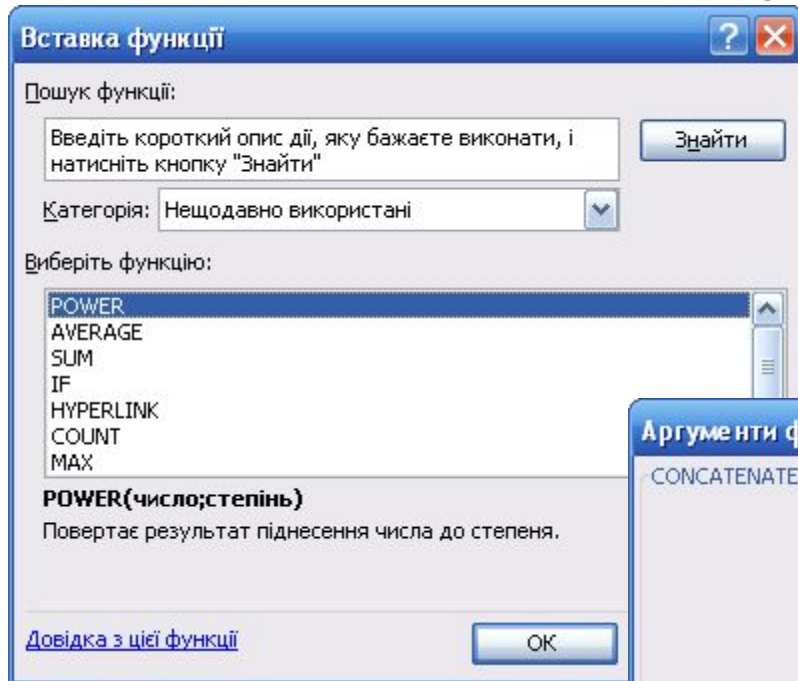 Вставка функції
Пошук функції:
Введіть короткий опис дії, яку бажаєте виконати, і
натисніть кнопку "Знайти"
Знайти
Категорія: Нещодавно використані
Виберіть функцію:
POWER
AVERAGE
SUM
IF
HYPERLINK
COUNT
MAX
POWER(число;степінь)
Повертає результат піднесення числа до степеня.
Довідка з цієї функції
ОК
Аргументи
CONCATENATE